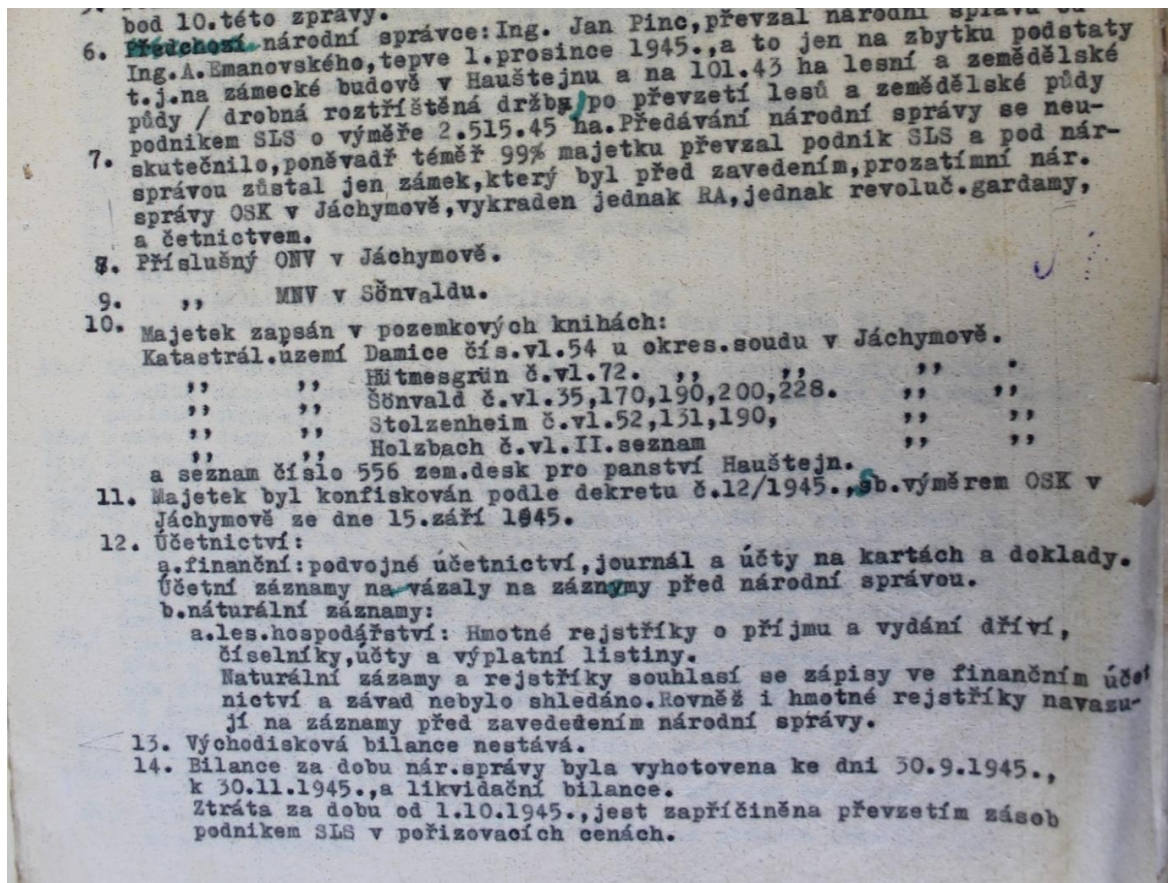 bod 10.této zprávy.
6. Předchozí národní správce: Ing. Jan Pinc,převzal národní správu
Ing.A.Emanovského,tepve 1.prosince 1945.,a to jen na zbytku podstaty
t.j.na zámecké budově v Hauštejnu a na 101.43 ha lesní a zemědělské
půdy / drobná roztříštěná držba/po převzetí lesů a zemědělské půdy
podnikem SLS o výměře 2.515.45 ha.Předávání národní správy se neu-
7. skutečnilo,poněvadř téměř 99% majetku převzal podnik SLS a pod nár-
správou zůstal jen zámek,který byl před zavedením,prozatímní nár.
správy OSK v Jáchymově,vykraden jednak RA,jednak revoluč.gardamy,
a četnictvem.
8. Příslušný ONV v Jáchymově.
9. ,, MNV v Šönvaldu.
10. Majetek zapsán v pozemkových knihách:
Katastrál.území Damice čís.vl.54 u okres.soudu v Jáchymově.
,, ,, Hütmesgrün č.vl.72. ,, ,, ,, .
,, ,, Šönvald č.vl.35,170,190,200,228. ,, ,,
,, ,, Stolzenheim č.vl.52,131,190, ,, ,,
,, ,, Holzbach č.vl.II.seznam ,, ,,
a seznam číslo 556 zem.desk pro panství Hauštejn.
11. Majetek byl konfiskován podle dekretu č.12/1945.,Sb.výměrem OSK v
Jáchymově ze dne 15.září 1945.
12. Účetnictví:
a.finanční:podvojné účetnictví,journál a účty na kartách a doklady.
Účetní záznamy na vázaly na záznymy před národní správou.
b.náturální záznamy:
a.les.hospodářství: Hmotné rejstříky o příjmu a vydání dříví,
číselníky,účty a výplatní listiny.
Naturální zázamy a rejstříky souhlasí se zápisy ve finančním účet
nictví a závad nebylo shledáno.Rovněž i hmotné rejstříky navazu-
jí na záznamy před zavededením národní správy.
13. Východisková bilance nestává.
14. Bilance za dobu nár.správy byla vyhotovena ke dni 30.9.1945.,
k 30.11.1945.,a likvidační bilance.
Ztráta za dobu od 1.10.1945.,jest zapříčiněna převzetím zásob
podnikem SLS v pořizovacích cenách.